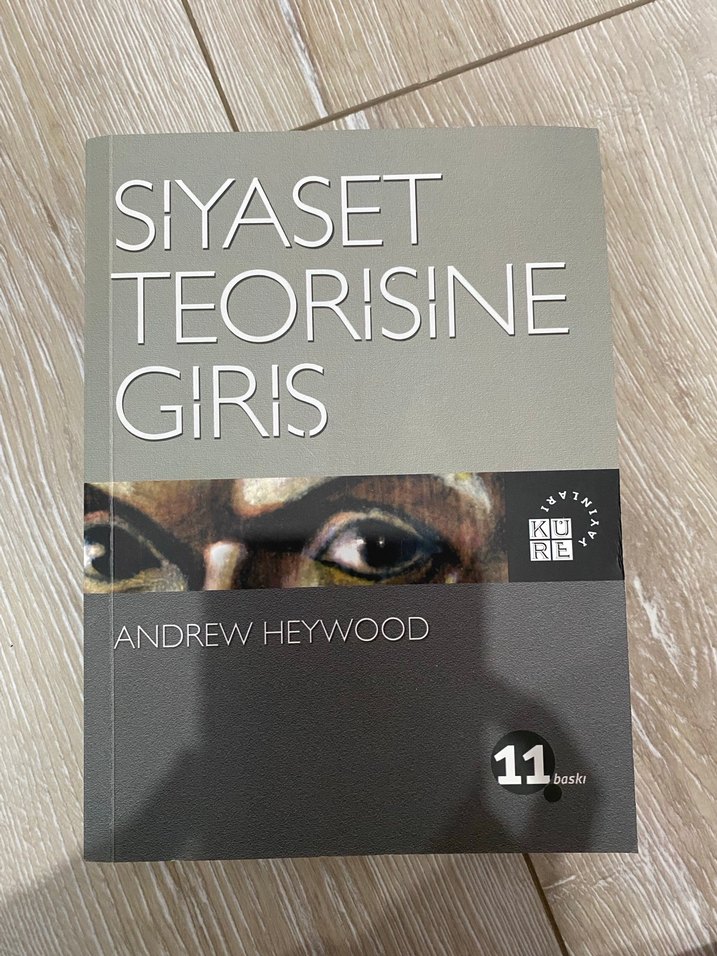 SİYASET
TEORİSİNE
GİRİŞ
KÜRE
YAYINLARI
ANDREW HEYWOOD
11.
baskı